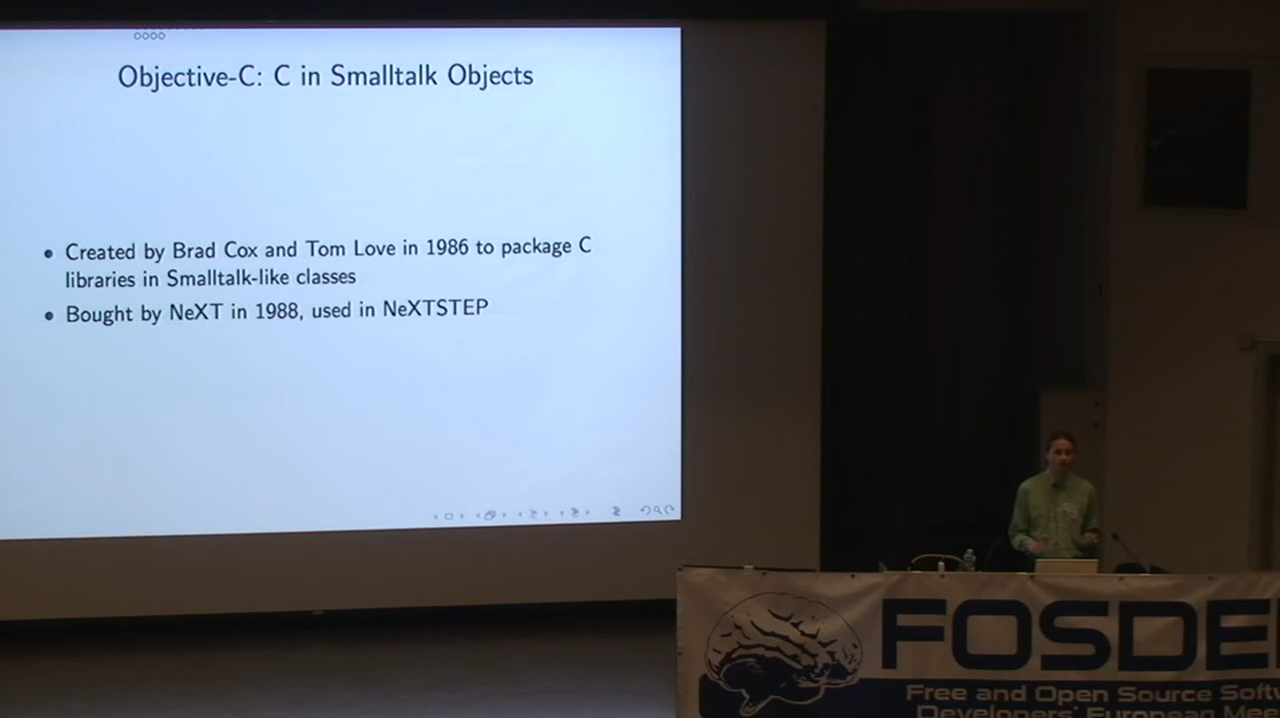 Objective-C: C in Smalltalk Objects
• Created by Brad Cox and Tom Love in 1986 to package C
libraries in Smalltalk-like classes
• Bought by NeXT in 1988, used in NeXTSTEP
FOSDE
Free and Open Source Softw
Developers' European Mee